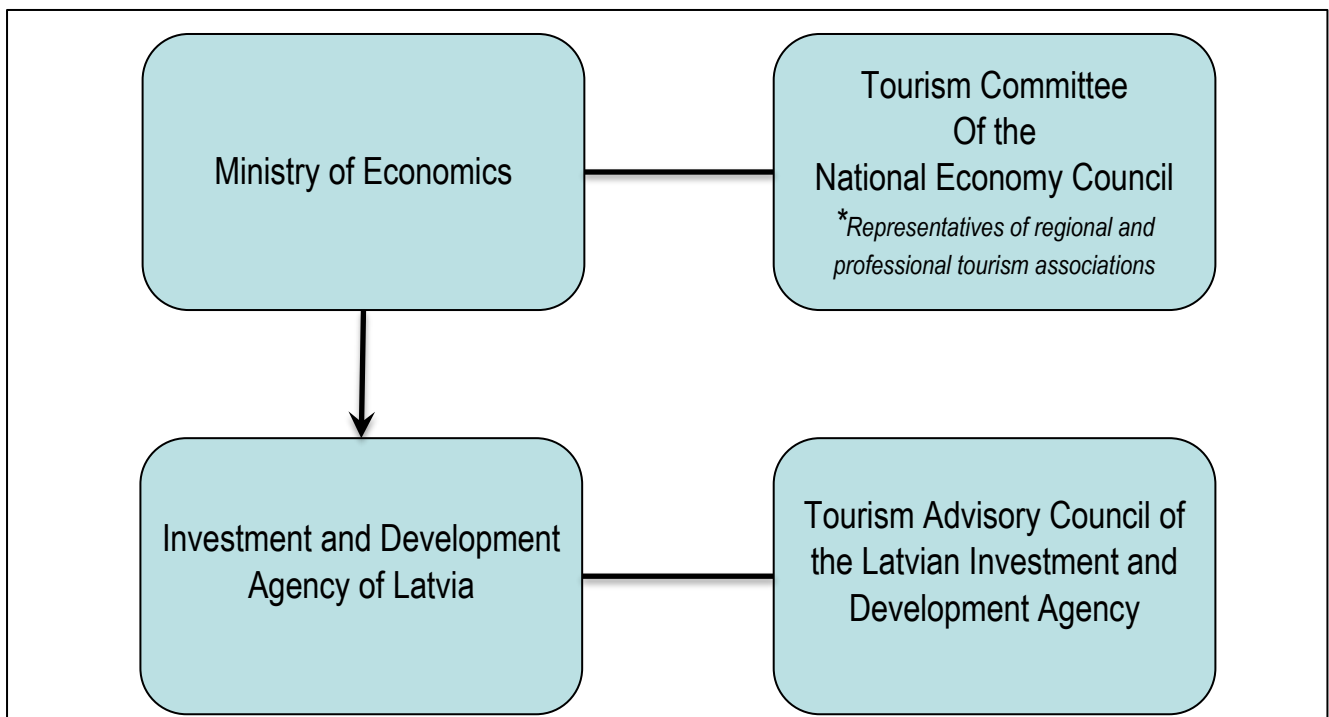 Ministry of Economics
Tourism Committee
Of the
National Economy Council
*Representatives of regional and
professional tourism associations
Investment and Development
Agency of Latvia
Tourism Advisory Council of
the Latvian Investment and
Development Agency